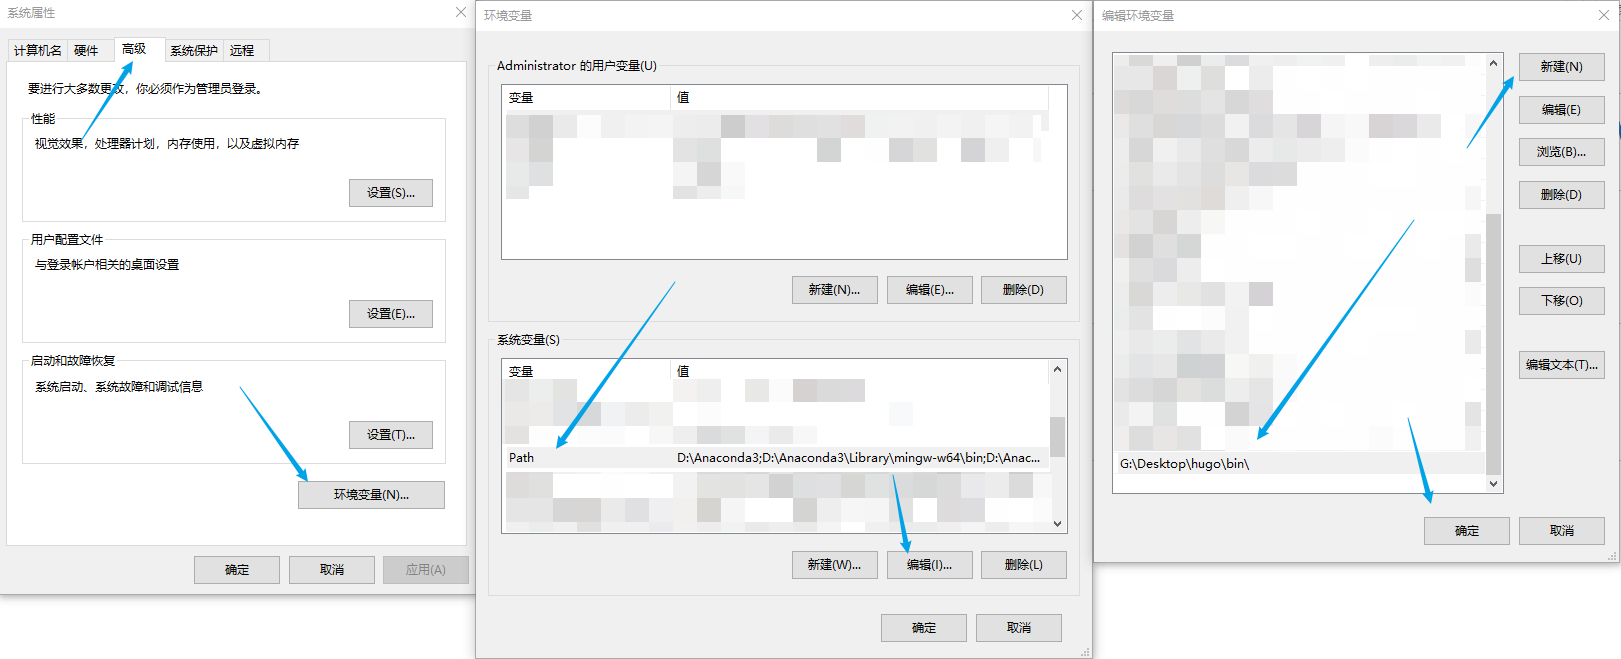 系统属性
计算机名 硬件 高级 系统保护 远程
要进行大多数更改，你必须作为管理员登录。
性能
视觉效果，处理器计划，内存使用，以及虚拟内存
设置(S)...
用户配置文件
与登录帐户相关的桌面设置
设置(E)...
启动和故障恢复
系统启动、系统故障和调试信息
设置(T)...
环境变量(N)...
确定 取消 应用(A)
环境变量
Administrator 的用户变量(U)
变量 值
新建(N)... 编辑(E)... 删除(D)
系统变量(S)
变量 值
Path D:\Anaconda3;D:\Anaconda3\Library\mingw-w64\bin;D:\Anac...
新建(W)... 编辑(I)... 删除(L)
确定 取消
编辑环境变量
G:\Desktop\hugo\bin\
新建(N)
编辑(E)
浏览(B)...
删除(D)
上移(U)
下移(O)
编辑文本(T)...
确定 取消